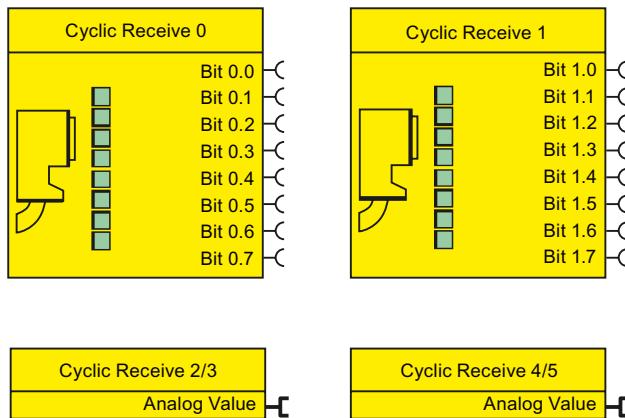 Cyclic Receive 0
Bit 0.0
Bit 0.1
Bit 0.2
Bit 0.3
Bit 0.4
Bit 0.5
Bit 0.6
Bit 0.7
Cyclic Receive 1
Bit 1.0
Bit 1.1
Bit 1.2
Bit 1.3
Bit 1.4
Bit 1.5
Bit 1.6
Bit 1.7
Cyclic Receive 2/3
Analog Value
Cyclic Receive 4/5
Analog Value